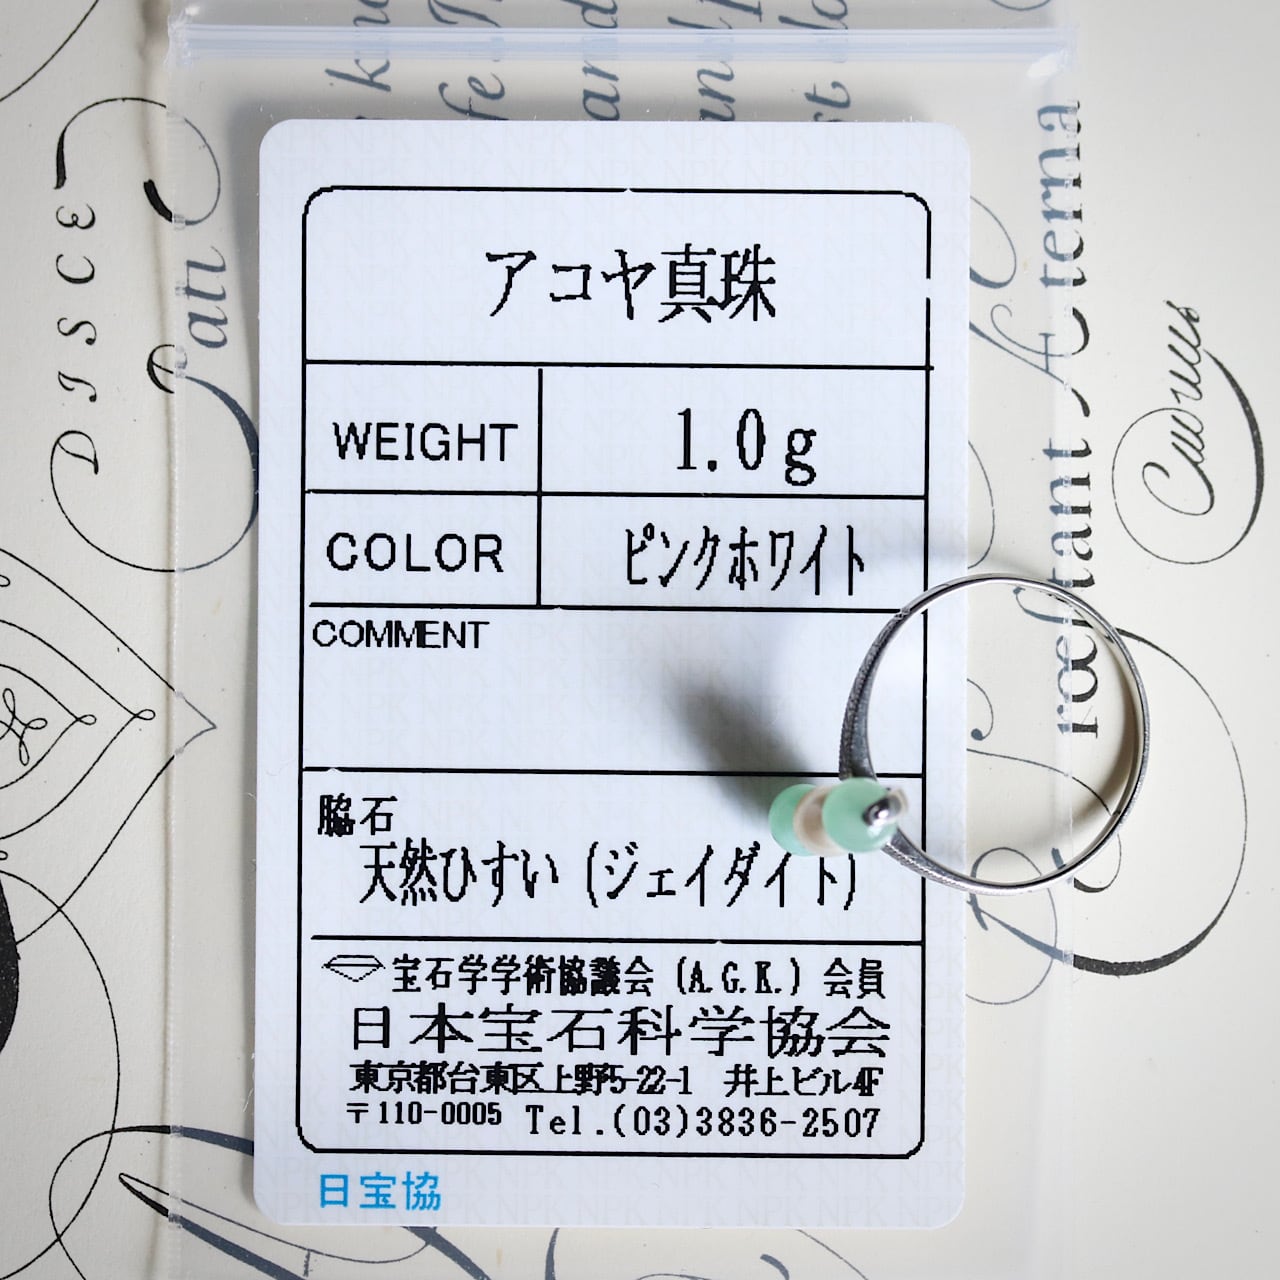 アコヤ真珠
WEIGHT 1.0g
COLOR ピンクホワイト
COMMENT
脇石
天然ひすい (ジェイダイト)
宝石学学術協議会 (A.G.K.) 会員
日本宝石科学協会
東京都台東区上野5-22-1 井上ビル4F
〒110-0005 Tel.(03)3836-2507
日宝協
DISCE
Pati
Æterna